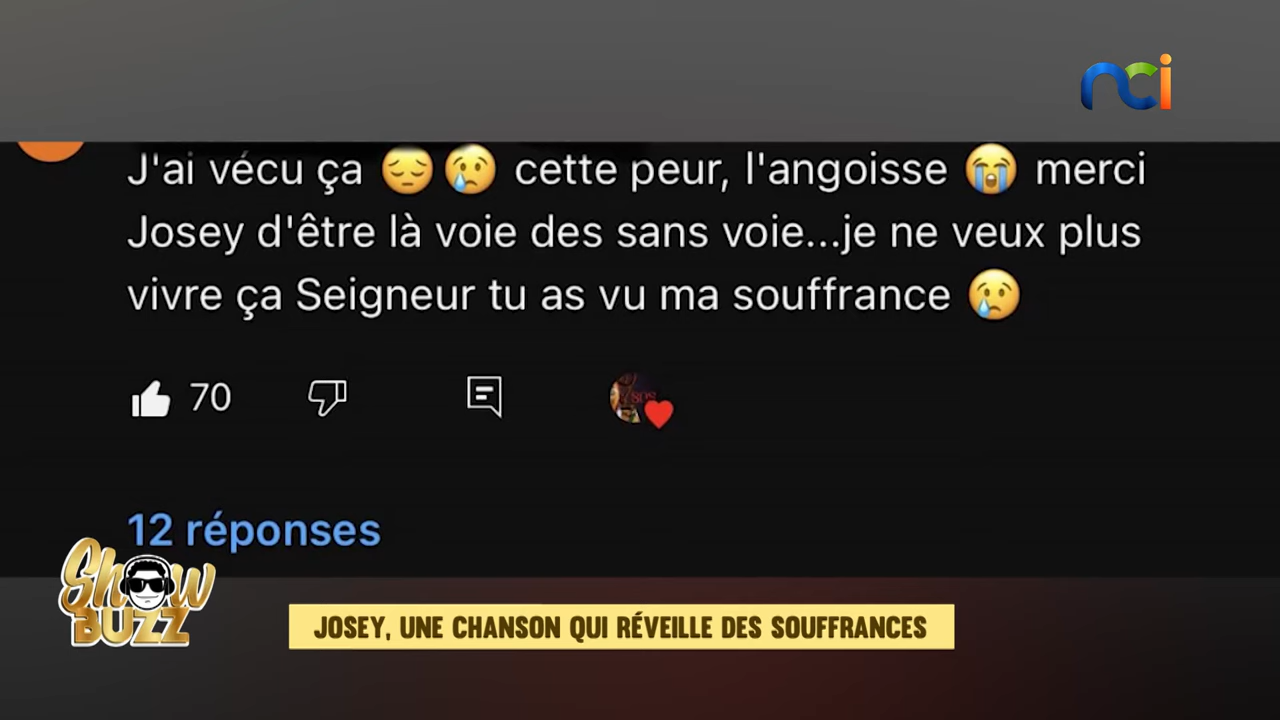 nci
J'ai vécu ça 😔😢 cette peur, l'angoisse 😭 merci
Josey d'être là voie des sans voie...je ne veux plus
vivre ça Seigneur tu as vu ma souffrance 😢
70
SOS
12 réponses
Show
BUZZ
JOSEY, UNE CHANSON QUI RÉVEILLE DES SOUFFRANCES